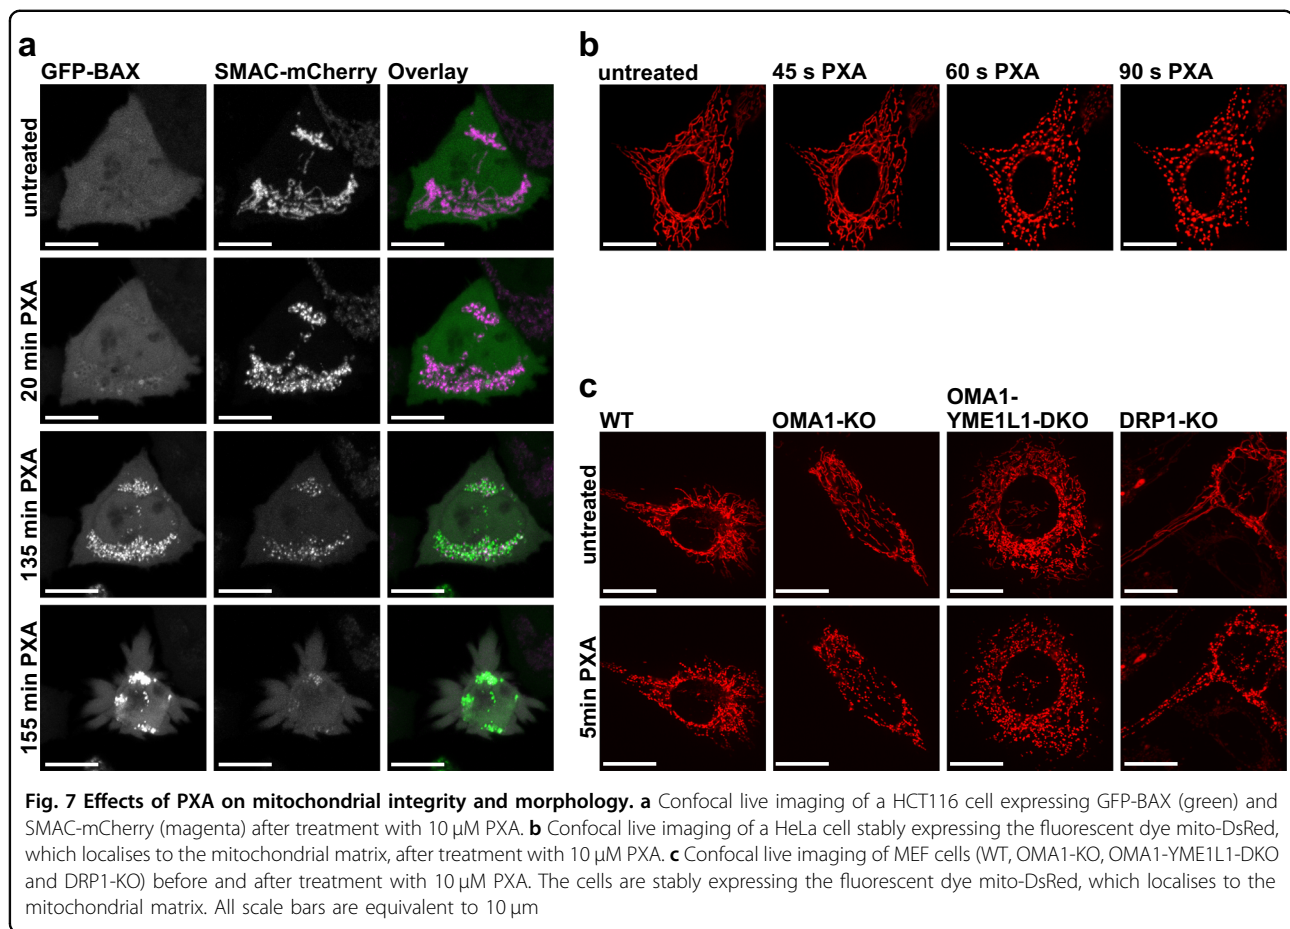 a
GFP-BAX SMAC-mCherry Overlay
untreated
20 min PXA
135 min PXA
155 min PXA
b
untreated 45 s PXA 60 s PXA 90 s PXA
c
WT OMA1-KO OMA1-YME1L1-DKO DRP1-KO
untreated
5min PXA
Fig. 7 Effects of PXA on mitochondrial integrity and morphology. a Confocal live imaging of a HCT116 cell expressing GFP-BAX (green) and
SMAC-mCherry (magenta) after treatment with 10 µM PXA. b Confocal live imaging of a HeLa cell stably expressing the fluorescent dye mito-DsRed,
which localises to the mitochondrial matrix, after treatment with 10 µM PXA. c Confocal live imaging of MEF cells (WT, OMA1-KO, OMA1-YME1L1-DKO
and DRP1-KO) before and after treatment with 10 µM PXA. The cells are stably expressing the fluorescent dye mito-DsRed, which localises to the
mitochondrial matrix. All scale bars are equivalent to 10 µm